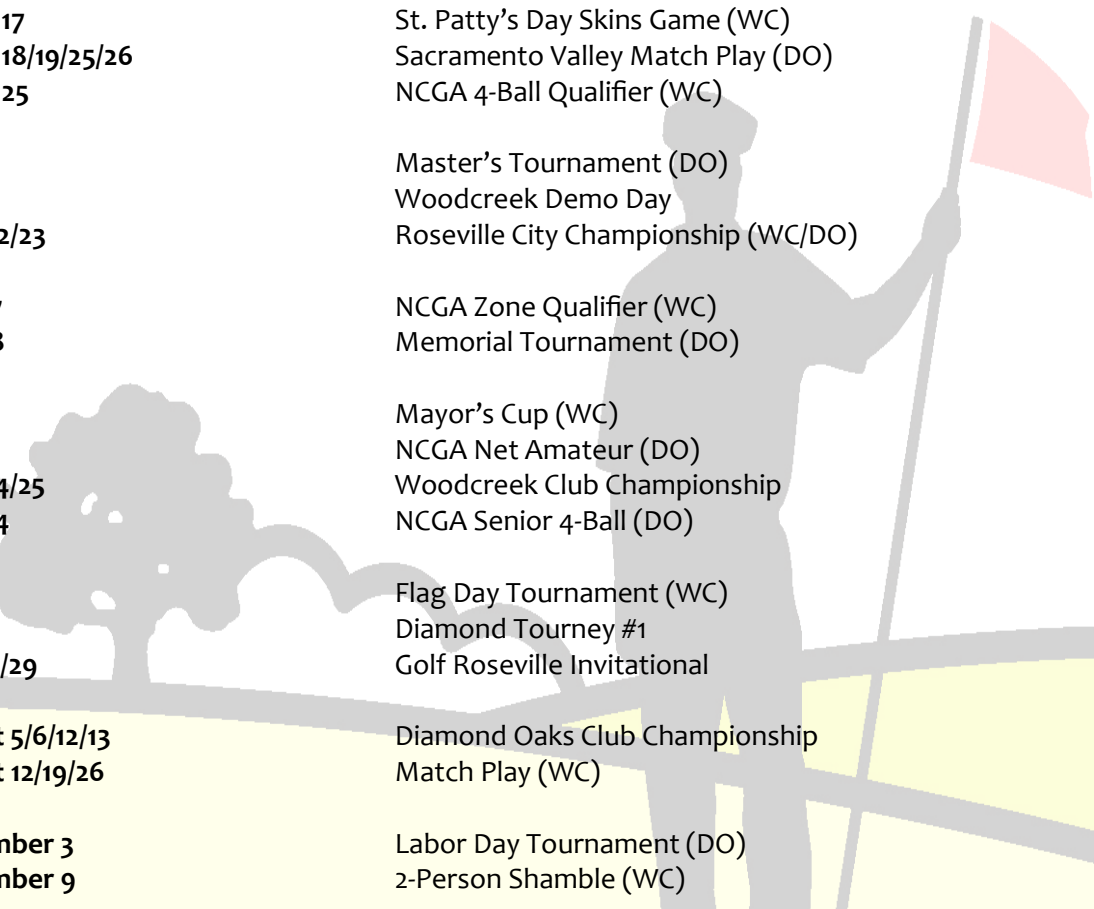 17 St. Patty’s Day Skins Game (WC)
18/19/25/26 Sacramento Valley Match Play (DO)
25 NCGA 4-Ball Qualifier (WC)
Master’s Tournament (DO)
Woodcreek Demo Day
2/23 Roseville City Championship (WC/DO)
NCGA Zone Qualifier (WC)
Memorial Tournament (DO)
Mayor’s Cup (WC)
NCGA Net Amateur (DO)
4/25 Woodcreek Club Championship
4 NCGA Senior 4-Ball (DO)
Flag Day Tournament (WC)
Diamond Tourney #1
/29 Golf Roseville Invitational
t 5/6/12/13 Diamond Oaks Club Championship
t 12/19/26 Match Play (WC)
mber 3 Labor Day Tournament (DO)
mber 9 2-Person Shamble (WC)